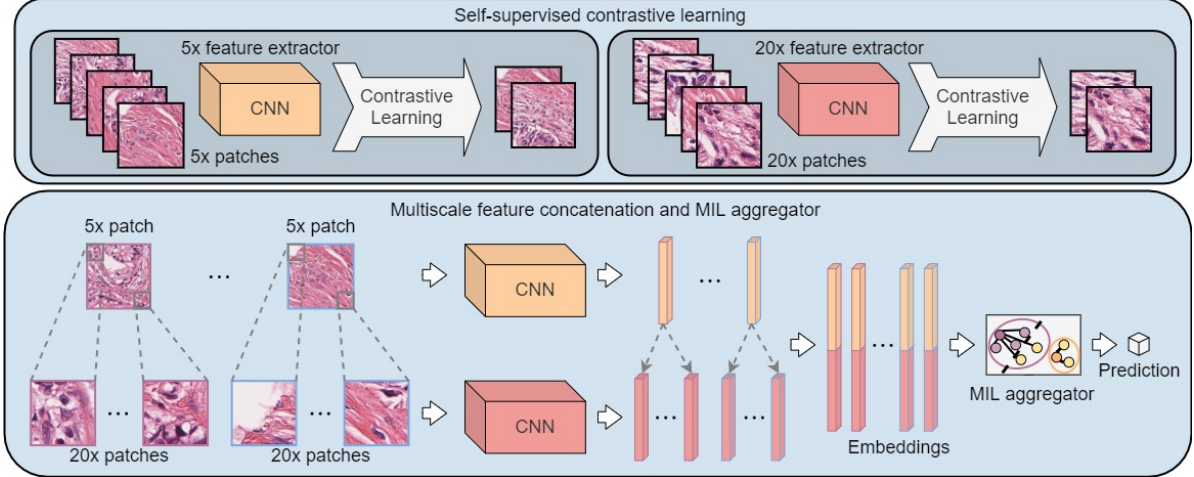 Self-supervised contrastive learning
5x feature extractor
CNN
Contrastive
Learning
5x patches
20x feature extractor
CNN
Contrastive
Learning
20x patches
Multiscale feature concatenation and MIL aggregator
5x patch
...
5x patch
CNN
...
...
...
20x patches
...
20x patches
CNN
...
...
Embeddings
MIL aggregator
Prediction